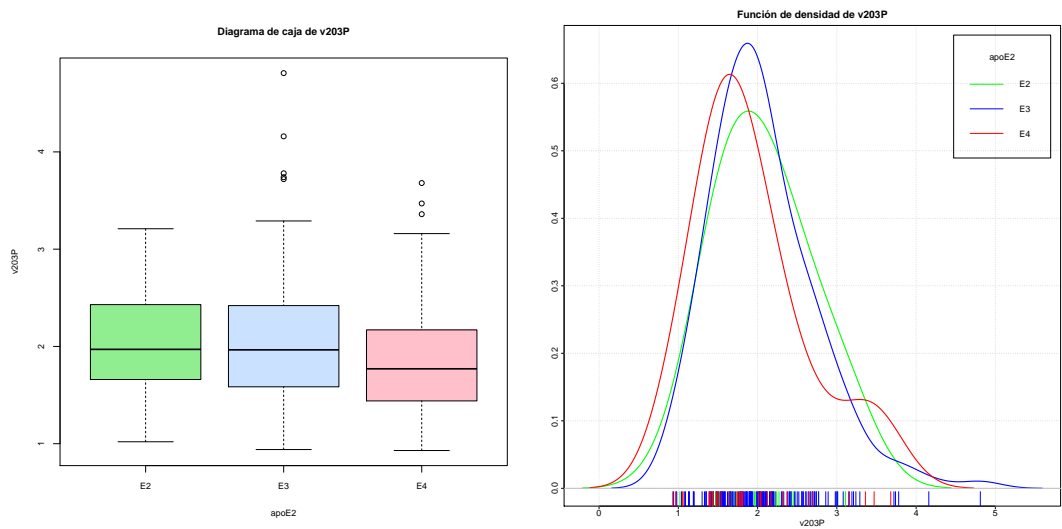 Diagrama de caja de v203P
v203P
4
3
2
1
E2 E3 E4
apoE2
Función de densidad de v203P
apoE2
E2
E3
E4
0.6
0.5
0.4
0.3
0.2
0.1
0.0
0 1 2 3 4 5
v203P